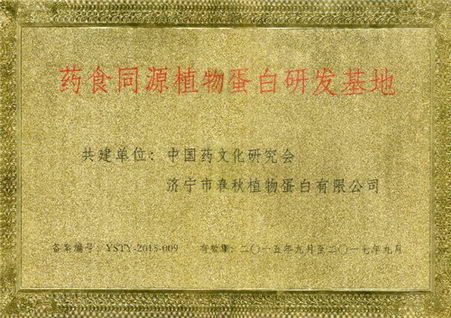 药食同源植物蛋白研发基地
共建单位：中国药文化研究会
济宁市春秋植物蛋白有限公司
备案编号：YSTY-2015-009 有效期：二〇一五年九月至二〇一七年九月